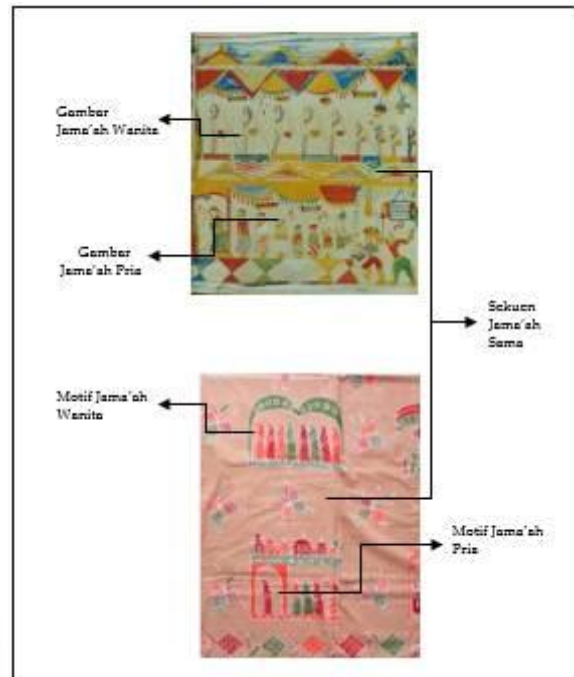 Gambar
Jama'ah Wanita
Gambar
Jama'ah Pria
Sekuen
Jama'ah
Sama
Motif Jama'ah
Wanita
Motif Jama'ah
Pria